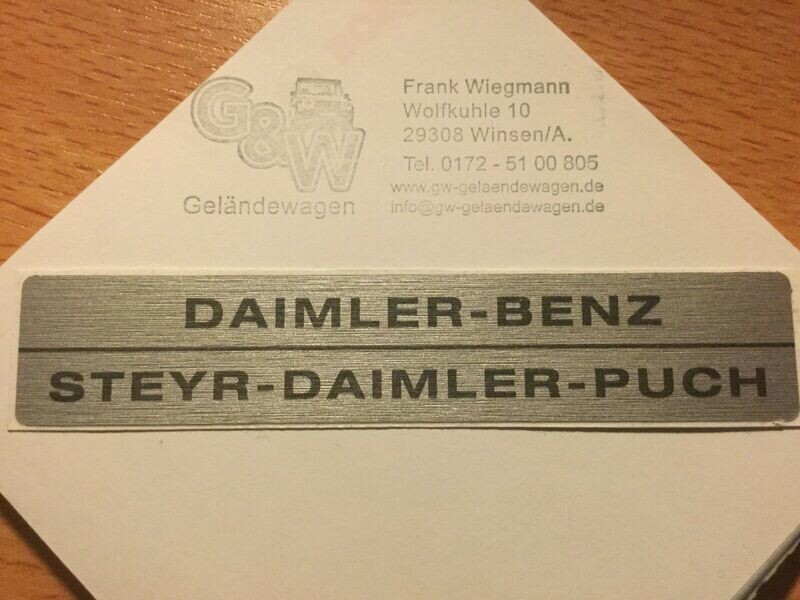 G&W
Geländewagen
Frank Wiegmann
Wolfkuhle 10
29308 Winsen/A.
Tel. 0172 - 51 00 805
www.gw-gelaendewagen.de
info@gw-gelaendewagen.de
DAIMLER-BENZ
STEYR-DAIMLER-PUCH